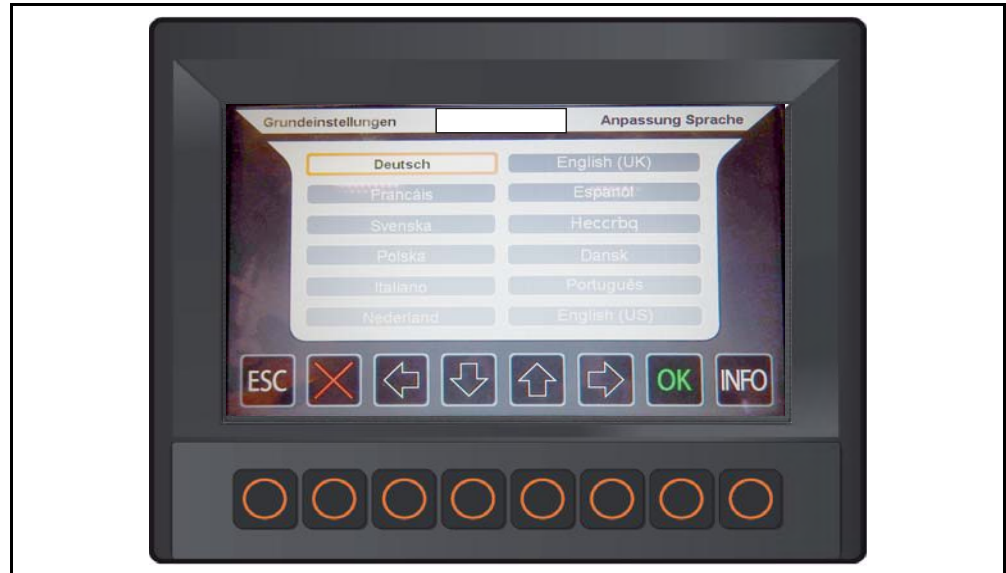 Grundeinstellungen Anpassung Sprache
Deutsch English (UK)
Francáis Español
Svenska Heccrbq
Polska Dansk
Italiano Português
Nederland English (US)
ESC OK INFO